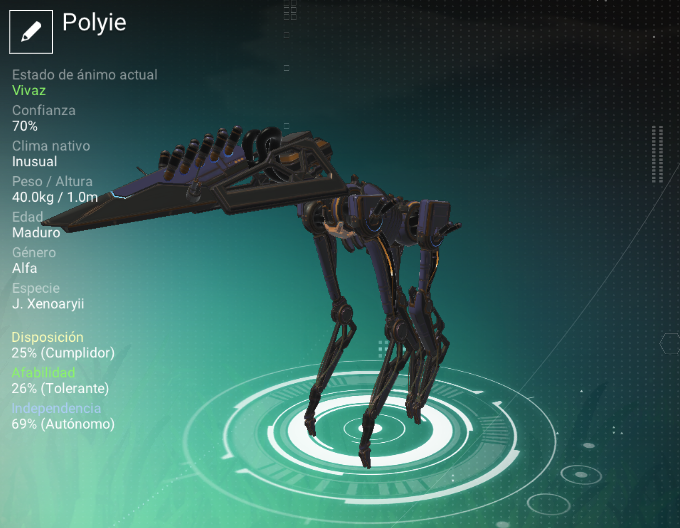 Polyie
Estado de ánimo actual
Vivaz
Confianza
70%
Clima nativo
Inusual
Peso / Altura
40.0kg / 1.0m
Edad
Maduro
Género
Alfa
Especie
J. Xenoaryii
Disposición
25% (Cumplidor)
Afabilidad
26% (Tolerante)
Independencia
69% (Autónomo)